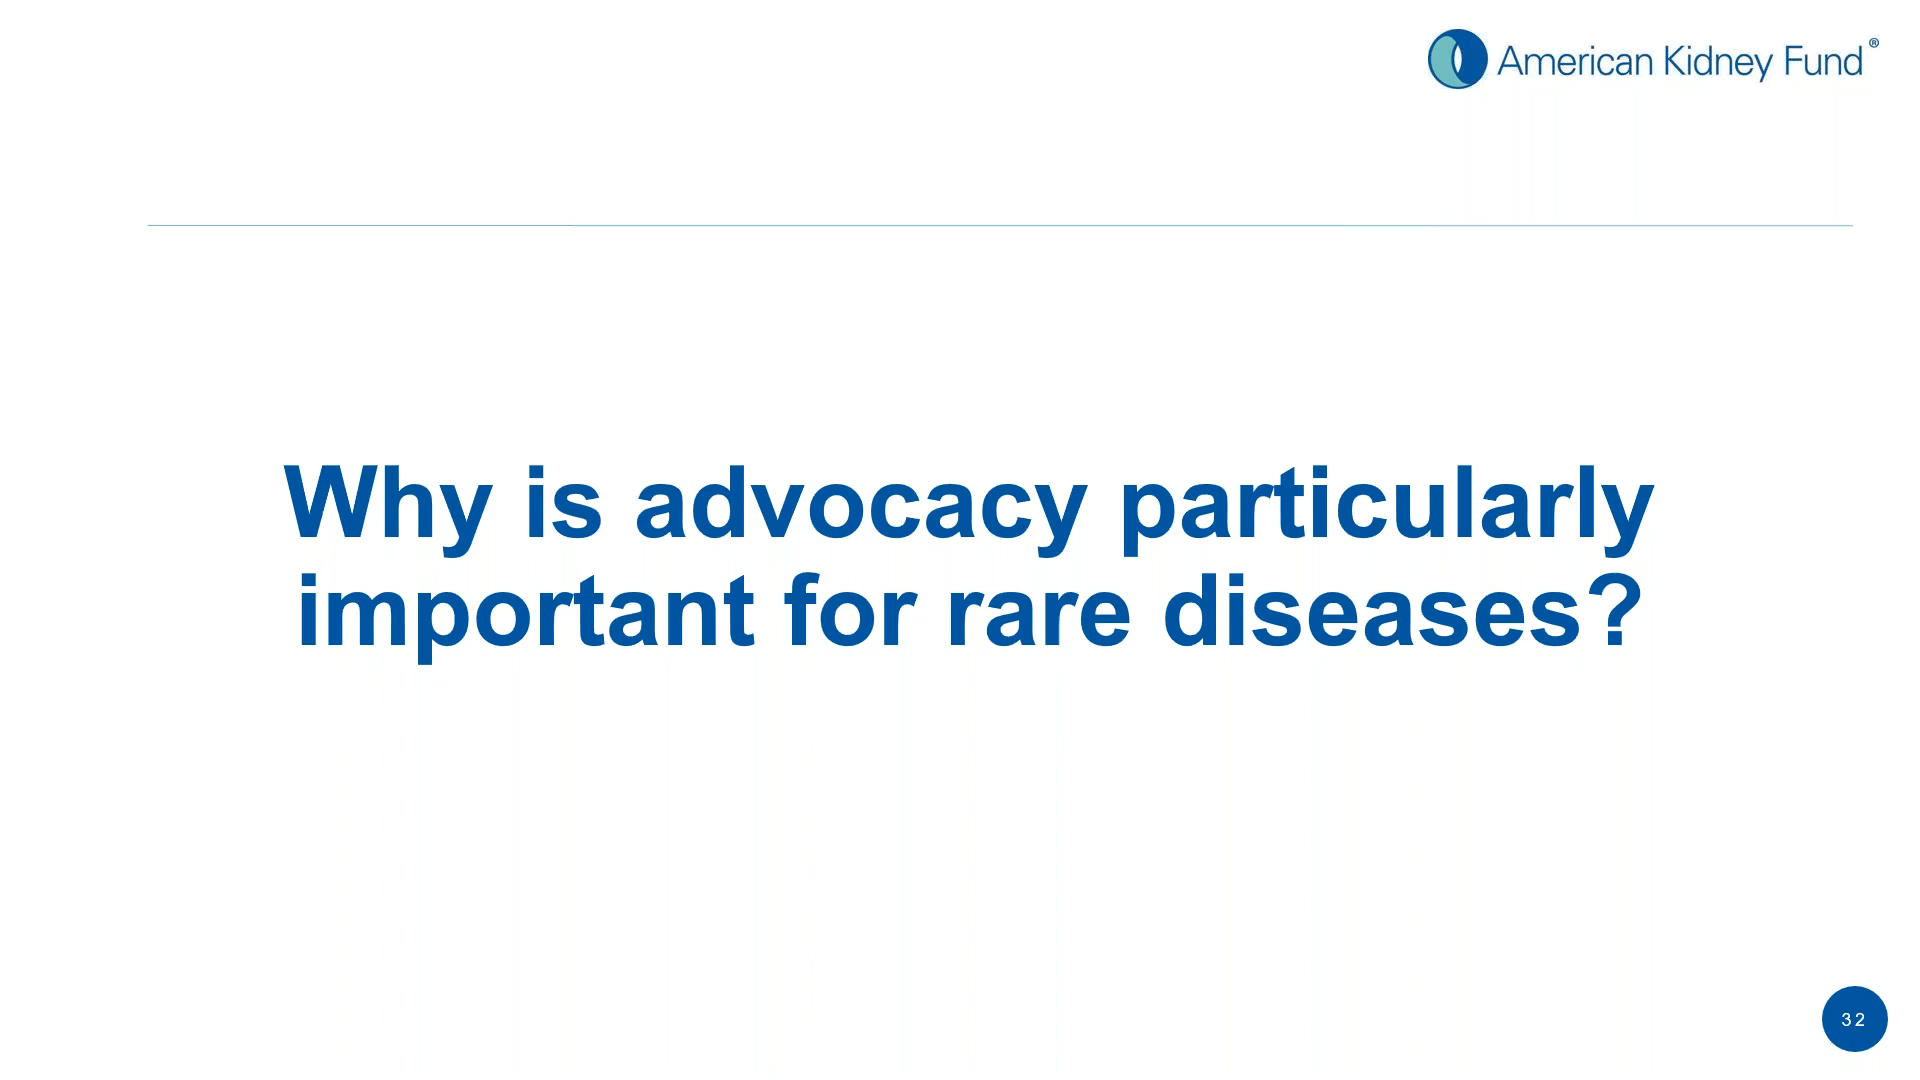 American Kidney Fund®
Why is advocacy particularly
important for rare diseases?
32